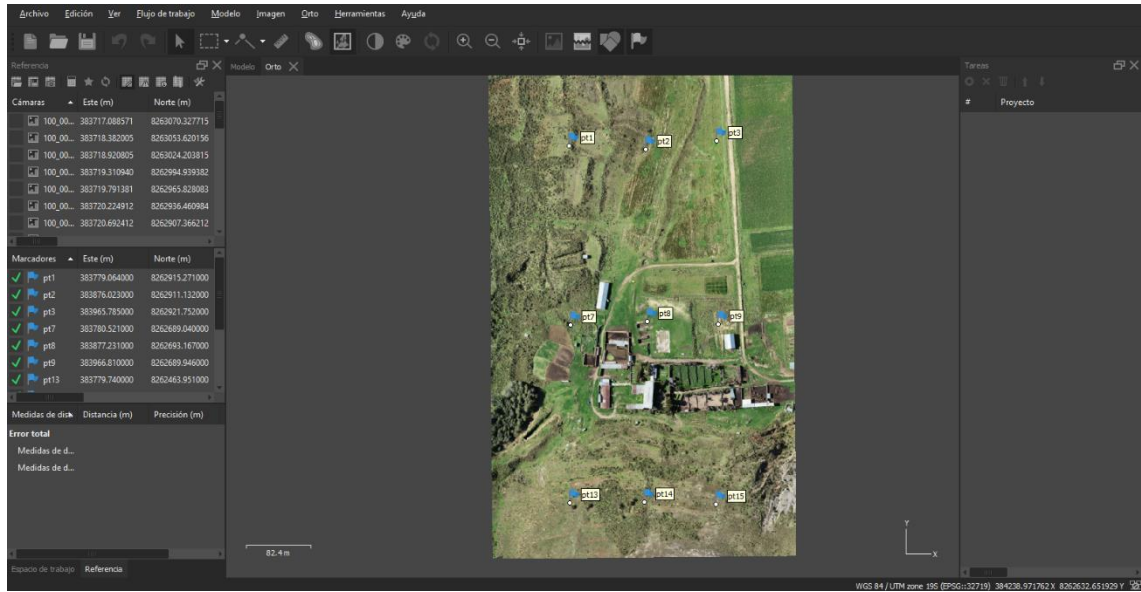 Archivo Edición Ver Flujo de trabajo Modelo Imagen Orto Herramientas Ayuda
Referencia
Modelo Orto
Tareas
Cámaras Este (m) Norte (m)
# Proyecto
100_00... 383717.088571 8263070.327715
100_00... 383718.382005 8263053.620156
100_00... 383718.920805 8263024.203815
100_00... 383719.310940 8262994.939382
100_00... 383719.791381 8262965.828083
100_00... 383720.224912 8262936.460984
100_00... 383720.692412 8262907.366212
Marcadores Este (m) Norte (m)
pt1 383779.064000 8262915.271000
pt2 383876.023000 8262911.132000
pt3 383965.785000 8262921.752000
pt7 383780.521000 8262689.040000
pt8 383877.231000 8262693.167000
pt9 383966.810000 8262689.946000
pt13 383779.740000 8262463.951000
Medidas de dist Distancia (m) Precisión (m)
Error total
Medidas de d...
Medidas de d...
Espacio de trabajo Referencia
pt1 pt2 pt3
pt7 pt8 pt9
pt13 pt14 pt15
82.4 m
Y
X
WGS 84 / UTM zone 19S (EPSG::32719) 384238.971762 X 8262632.651929 Y